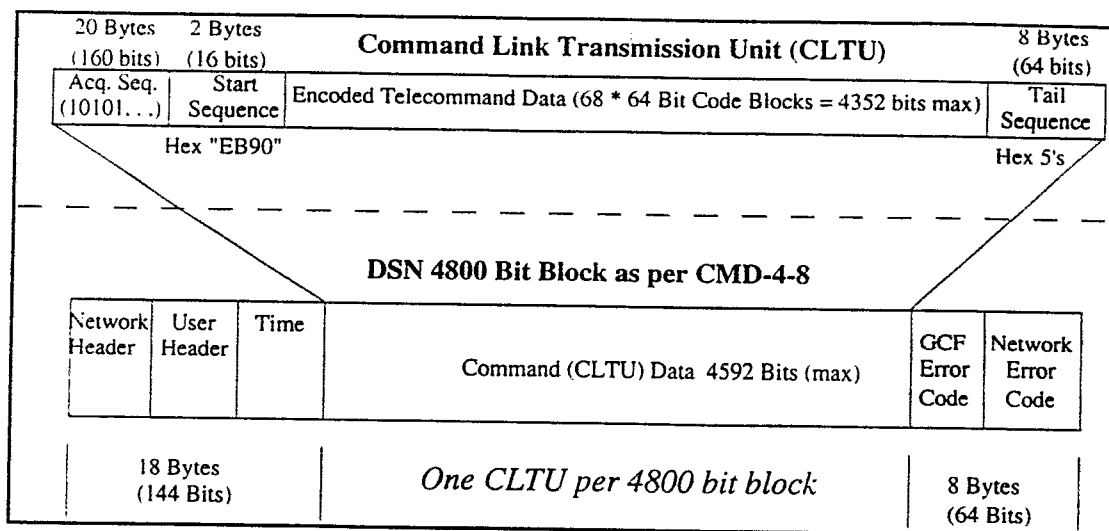 20 Bytes 2 Bytes Command Link Transmission Unit (CLTU) 8 Bytes
(160 bits) (16 bits) (64 bits)
Acq. Seq. Start Encoded Telecommand Data (68 * 64 Bit Code Blocks = 4352 bits max) Tail
(10101. . .) Sequence Sequence
Hex "EB90" Hex 5's
DSN 4800 Bit Block as per CMD-4-8
Network User Time GCF Network
Header Header Command (CLTU) Data 4592 Bits (max) Error Error
Code Code
18 Bytes One CLTU per 4800 bit block 8 Bytes
(144 Bits) (64 Bits)